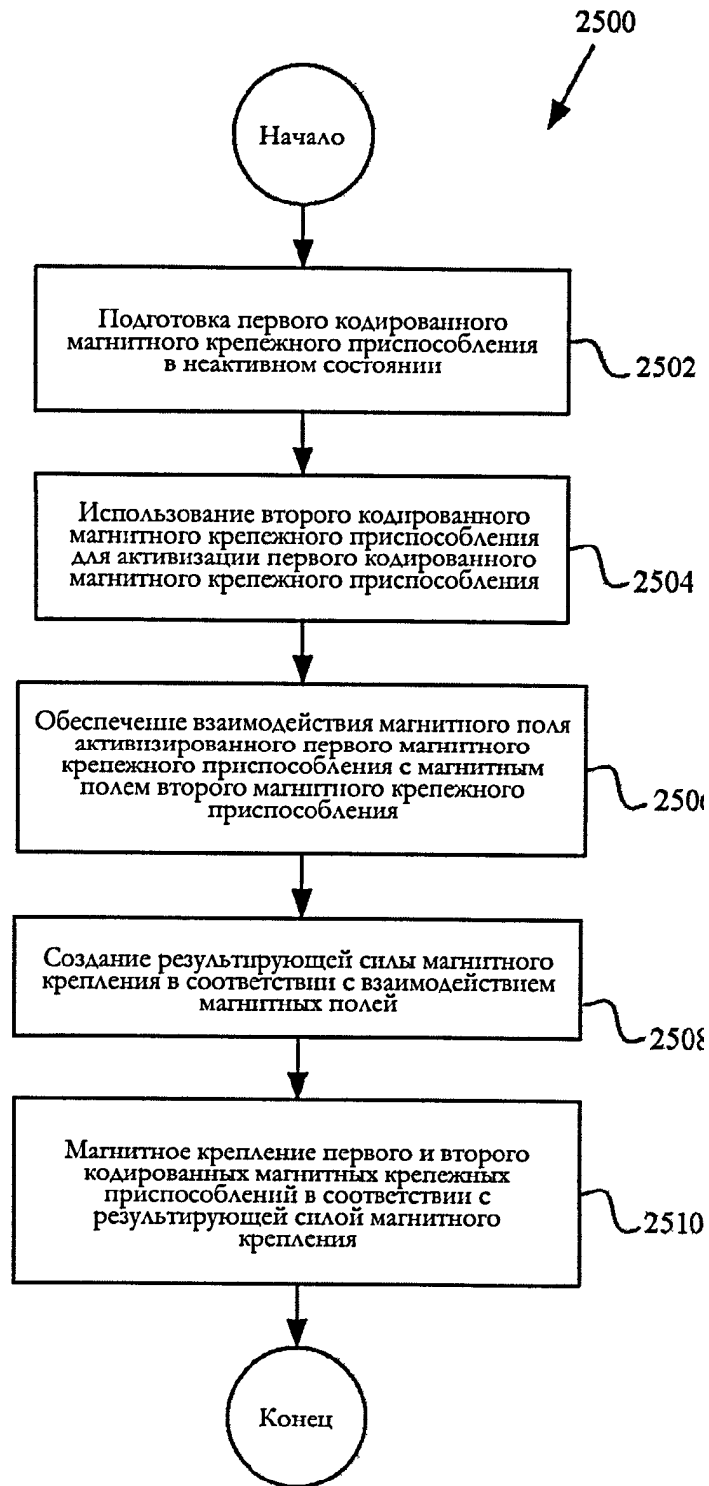 2500
Начало
Подготовка первого кодированного
магнитного крепежного приспособления
в неактивном состоянии
2502
Использование второго кодированного
магнитного крепежного приспособления
для активизации первого кодированного
магнитного крепежного приспособления
2504
Обеспечение взаимодействия магнитного поля
активизированного первого магнитного
крепежного приспособления с магнитным
полем второго магнитного крепежного
приспособления
2506
Создание результирующей силы магнитного
крепления в соответствии с взаимодействием
магнитных полей
2508
Магнитное крепление первого и второго
кодированных магнитных крепежных
приспособлений в соответствии с
результирующей силой магнитного
крепления
2510
Конец